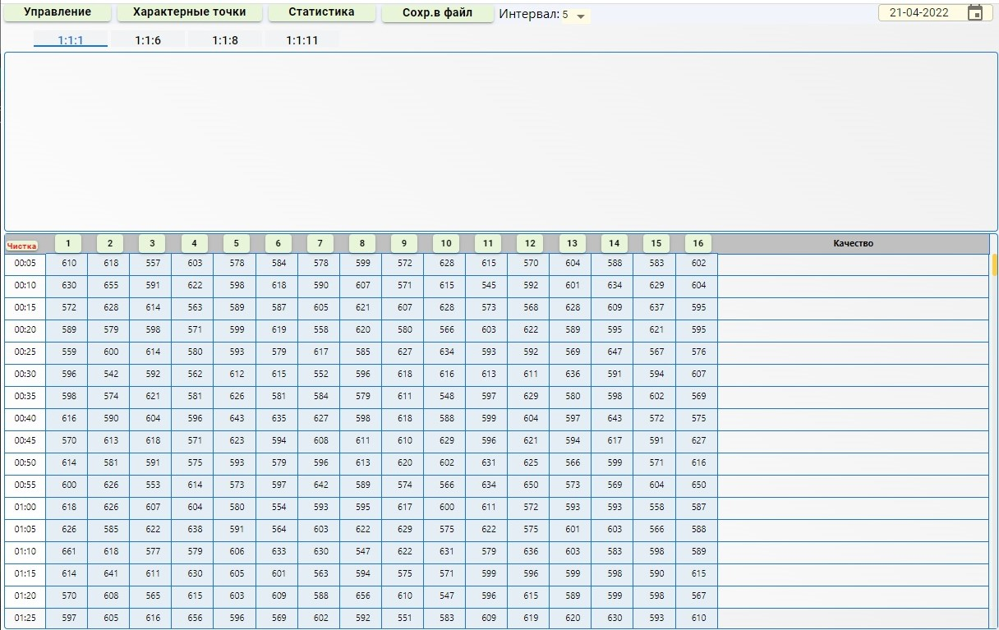 Управление Характерные точки Статистика Сохр.в файл Интервал: 5 21-04-2022
1:1:1 1:1:6 1:1:8 1:1:11
Чистка 1 2 3 4 5 6 7 8 9 10 11 12 13 14 15 16 Качество
00:05 610 618 557 603 578 584 578 599 572 628 615 570 604 588 583 602
00:10 630 655 591 622 598 618 590 607 571 615 545 592 601 634 629 604
00:15 572 628 614 563 589 587 605 621 607 628 573 568 628 609 637 595
00:20 589 579 598 571 599 619 558 620 580 566 603 622 589 595 621 595
00:25 559 600 614 580 593 579 617 585 627 634 593 592 569 647 567 576
00:30 596 542 592 562 612 615 552 596 618 616 613 611 636 591 594 607
00:35 598 574 621 581 626 581 584 579 611 548 597 629 580 598 602 569
00:40 616 590 604 596 643 635 627 598 618 588 599 604 597 643 572 575
00:45 570 613 618 571 623 594 608 611 610 629 596 621 594 617 591 627
00:50 614 581 591 575 593 579 596 613 620 602 631 625 566 599 571 616
00:55 600 626 553 614 573 597 642 589 574 566 634 650 573 569 604 650
01:00 618 626 607 604 580 554 593 595 617 600 611 572 593 593 558 587
01:05 626 585 622 638 591 564 603 622 629 575 622 575 601 603 566 588
01:10 661 618 577 579 606 633 630 547 622 631 579 636 603 583 598 589
01:15 614 641 611 630 605 601 563 594 575 571 599 596 599 598 590 615
01:20 570 608 565 615 603 609 588 656 610 547 596 615 589 599 598 567
01:25 597 605 616 656 596 569 602 592 551 583 609 619 620 630 593 610